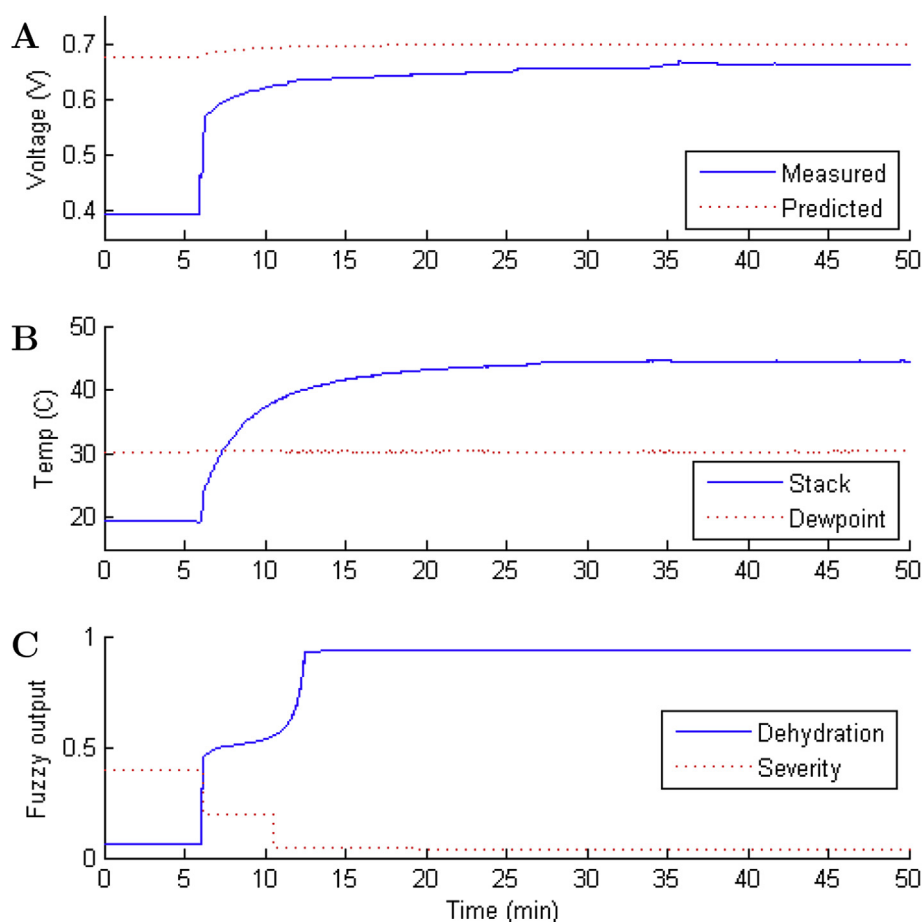 A
Voltage (V)
0.7
0.6
0.5
0.4
Measured
Predicted
0 5 10 15 20 25 30 35 40 45 50
B
Temp (C)
50
40
30
20
Stack
Dewpoint
0 5 10 15 20 25 30 35 40 45 50
C
Fuzzy output
1
0.5
0
Dehydration
Severity
0 5 10 15 20 25 30 35 40 45 50
Time (min)